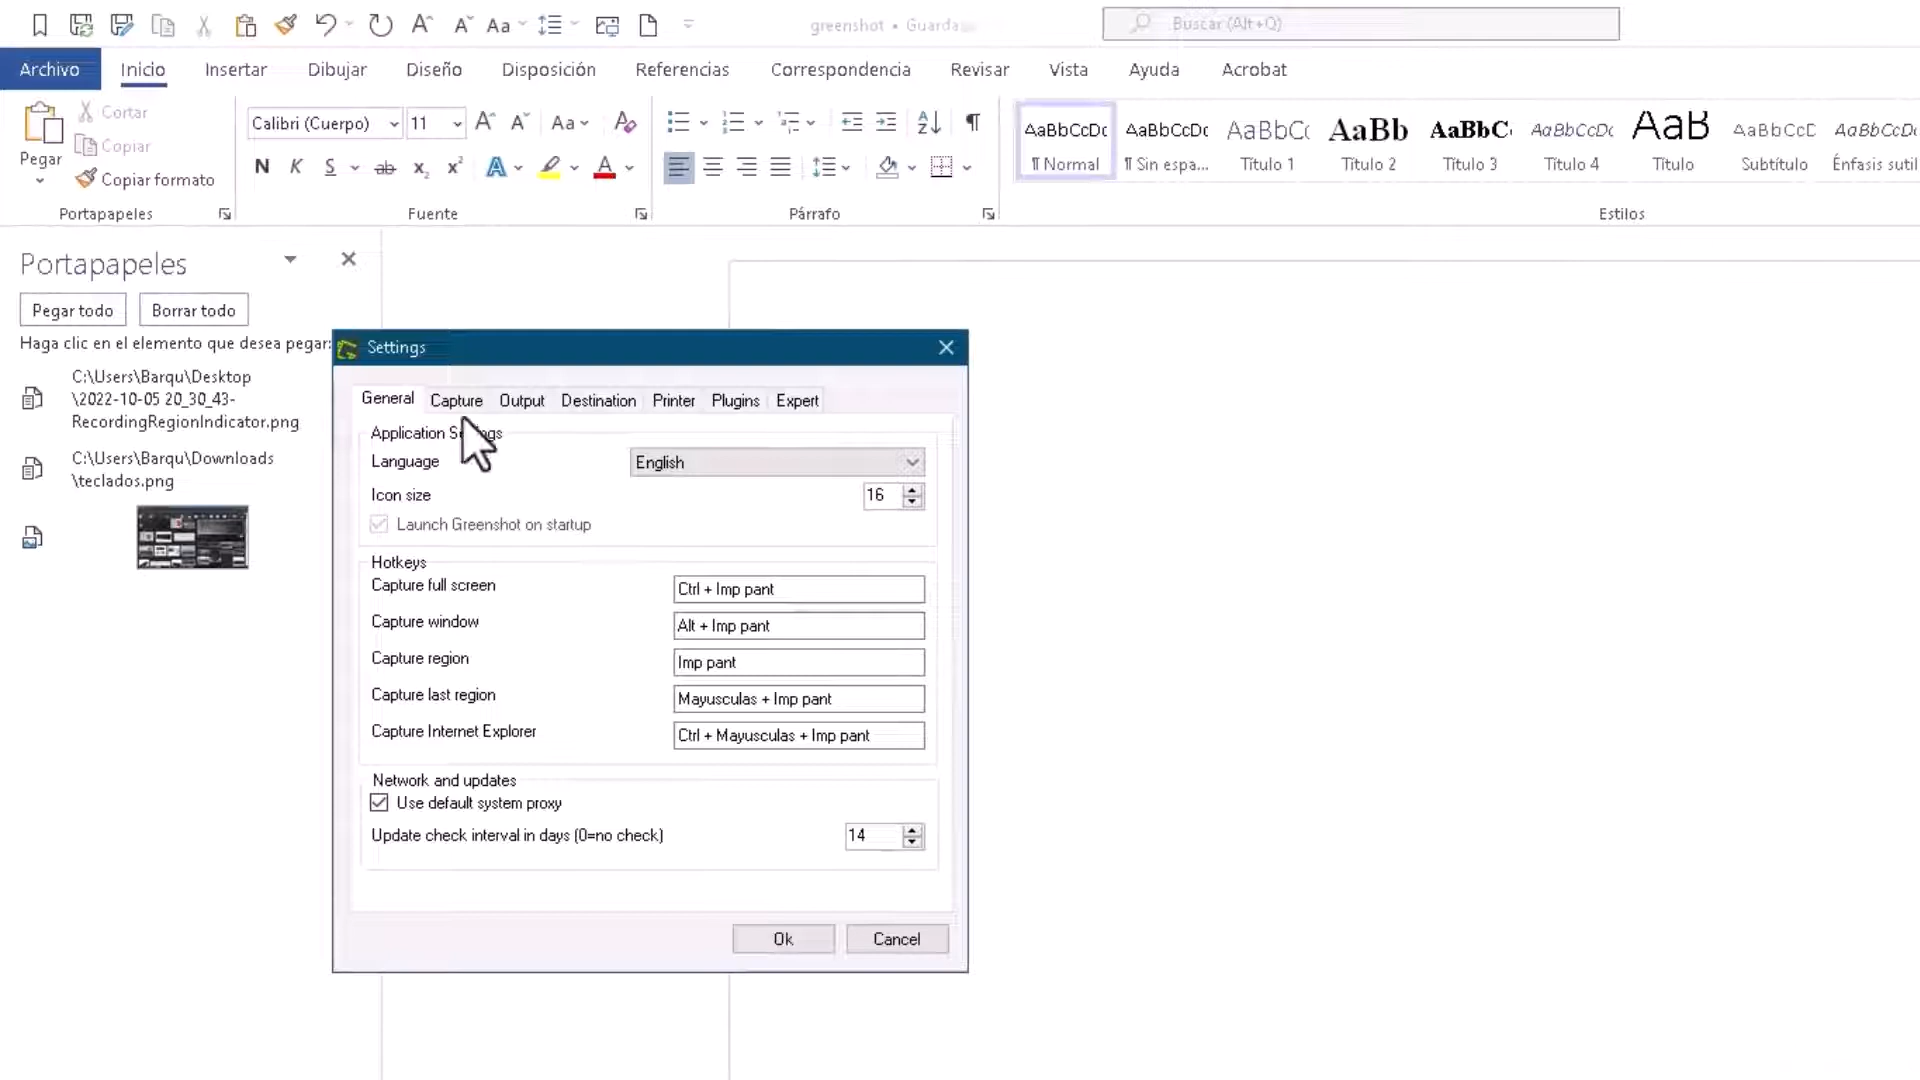 greenshot • Guarda
Buscar (Alt+Q)
Archivo Inicio Insertar Dibujar Diseño Disposición Referencias Correspondencia Revisar Vista Ayuda Acrobat
Pegar
Cortar
Copiar
Copiar formato
Portapapeles
Calibri (Cuerpo) 11
Aa
N K S ab x₂ x² A A
Fuente
Párrafo
AaBbCcDc AaBbCcDc AaBbCc AaBb AaBbC AaBbCcDc AaB AaBbCcD AaBbCcDc
¶ Normal ¶ Sin espa... Título 1 Título 2 Título 3 Título 4 Título Subtítulo Énfasis sutil
Estilos
Portapapeles
Pegar todo Borrar todo
Haga clic en el elemento que desea pegar:
C:\Users\Barqu\Desktop
\2022-10-05 20_30_43-
RecordingRegionIndicator.png
C:\Users\Barqu\Downloads
\teclados.png
Settings
General Capture Output Destination Printer Plugins Expert
Application Settings
Language English
Icon size 16
Launch Greenshot on startup
Hotkeys
Capture full screen Ctrl + Imp pant
Capture window Alt + Imp pant
Capture region Imp pant
Capture last region Mayusculas + Imp pant
Capture Internet Explorer Ctrl + Mayusculas + Imp pant
Network and updates
Use default system proxy
Update check interval in days (0=no check) 14
Ok Cancel